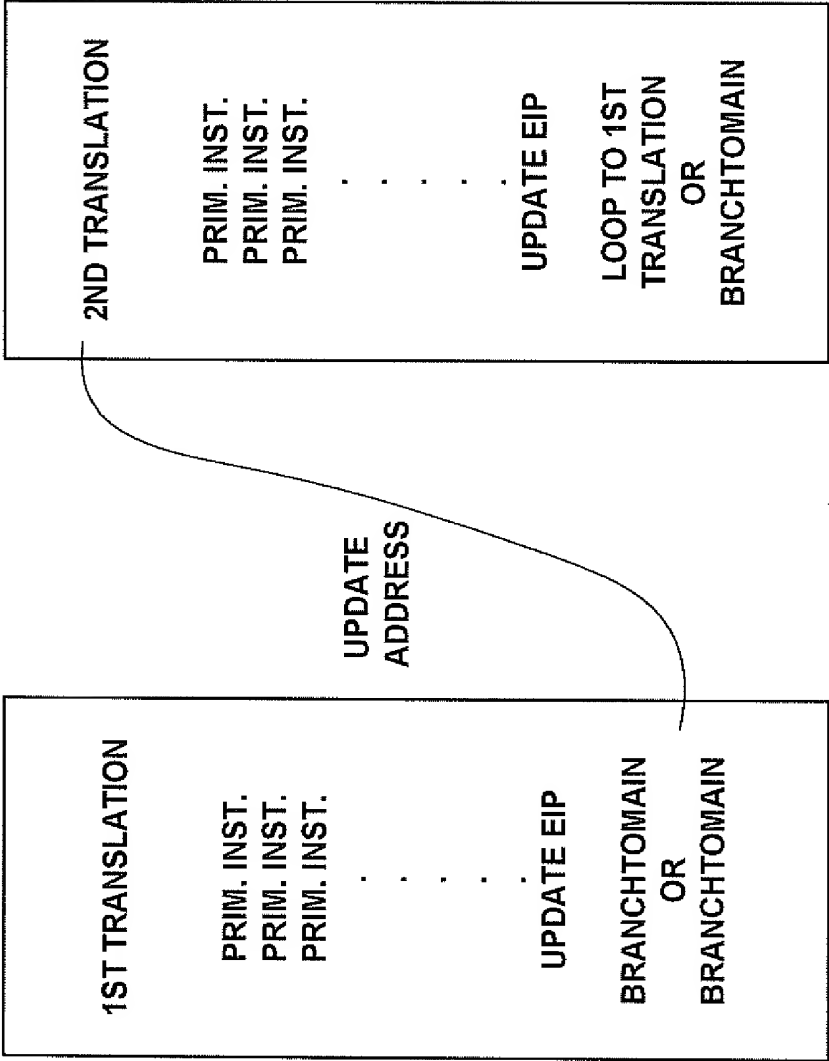 1ST TRANSLATION
PRIM. INST.
PRIM. INST.
PRIM. INST.
. . . . .
UPDATE EIP
BRANCHTOMAIN
OR
BRANCHTOMAIN
UPDATE
ADDRESS
2ND TRANSLATION
PRIM. INST.
PRIM. INST.
PRIM. INST.
. . . . .
UPDATE EIP
LOOP TO 1ST
TRANSLATION
OR
BRANCHTOMAIN